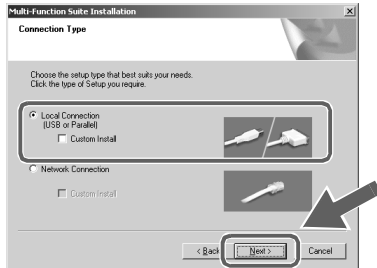 Multi-Function Suite Installation
Connection Type
Choose the setup type that best suits your needs.
Click the type of Setup you require.
Local Connection
(USB or Parallel)
Custom Install
Network Connection
Custom Install
< Back Next > Cancel